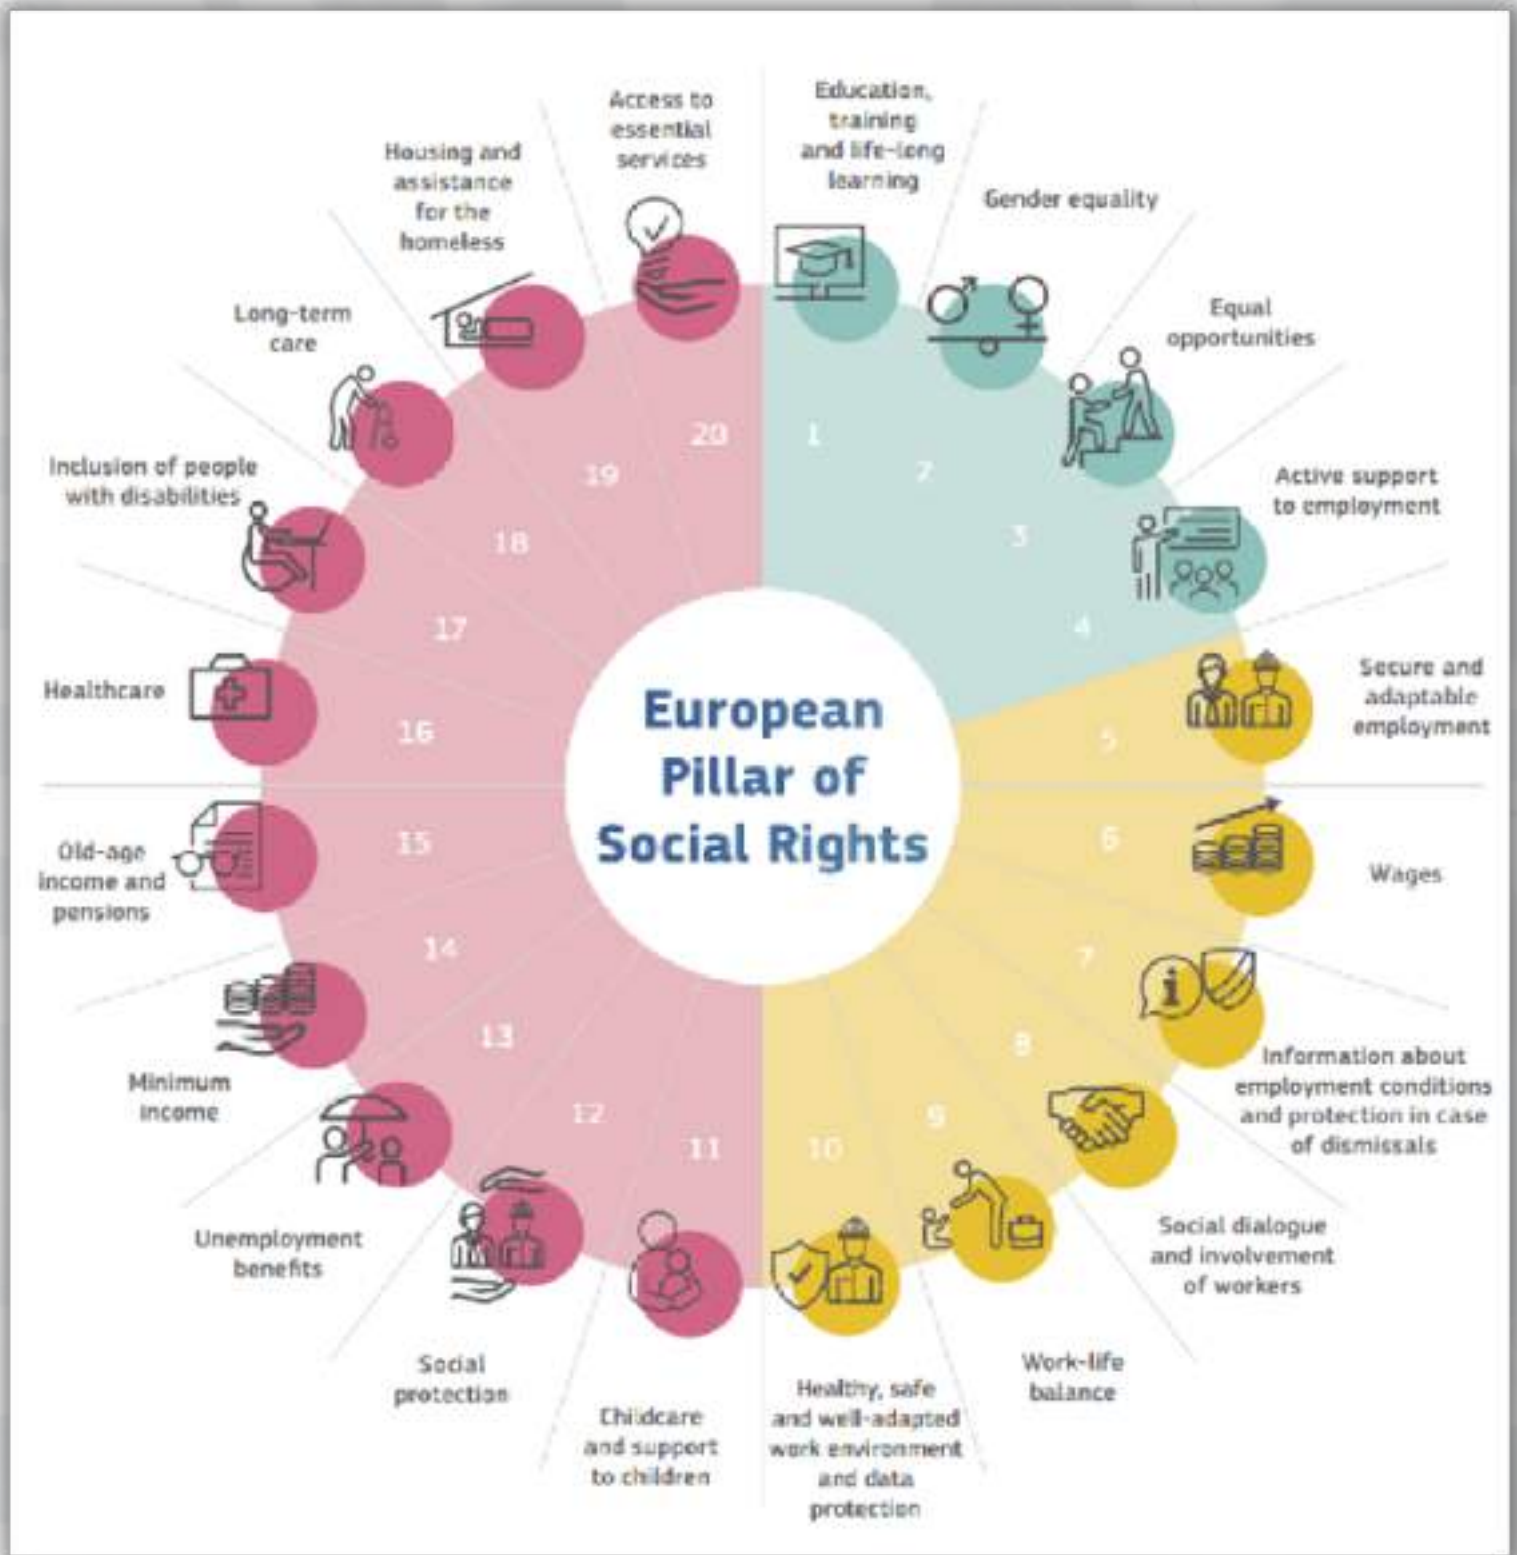 European
Pillar of
Social Rights
1
Education,
training
and life-long
learning
2
Gender equality
3
Equal
opportunities
4
Active support
to employment
5
Secure and
adaptable
employment
6
Wages
7
Information about
employment conditions
and protection in case
of dismissals
8
Social dialogue
and involvement
of workers
9
Work-life
balance
10
Healthy, safe
and well-adapted
work environment
and data
protection
11
Childcare
and support
to children
12
Social
protection
13
Unemployment
benefits
14
Minimum
income
15
Old-age
income and
pensions
16
Healthcare
17
Inclusion of people
with disabilities
18
Long-term
care
19
Housing and
assistance
for the
homeless
20
Access to
essential
services
i